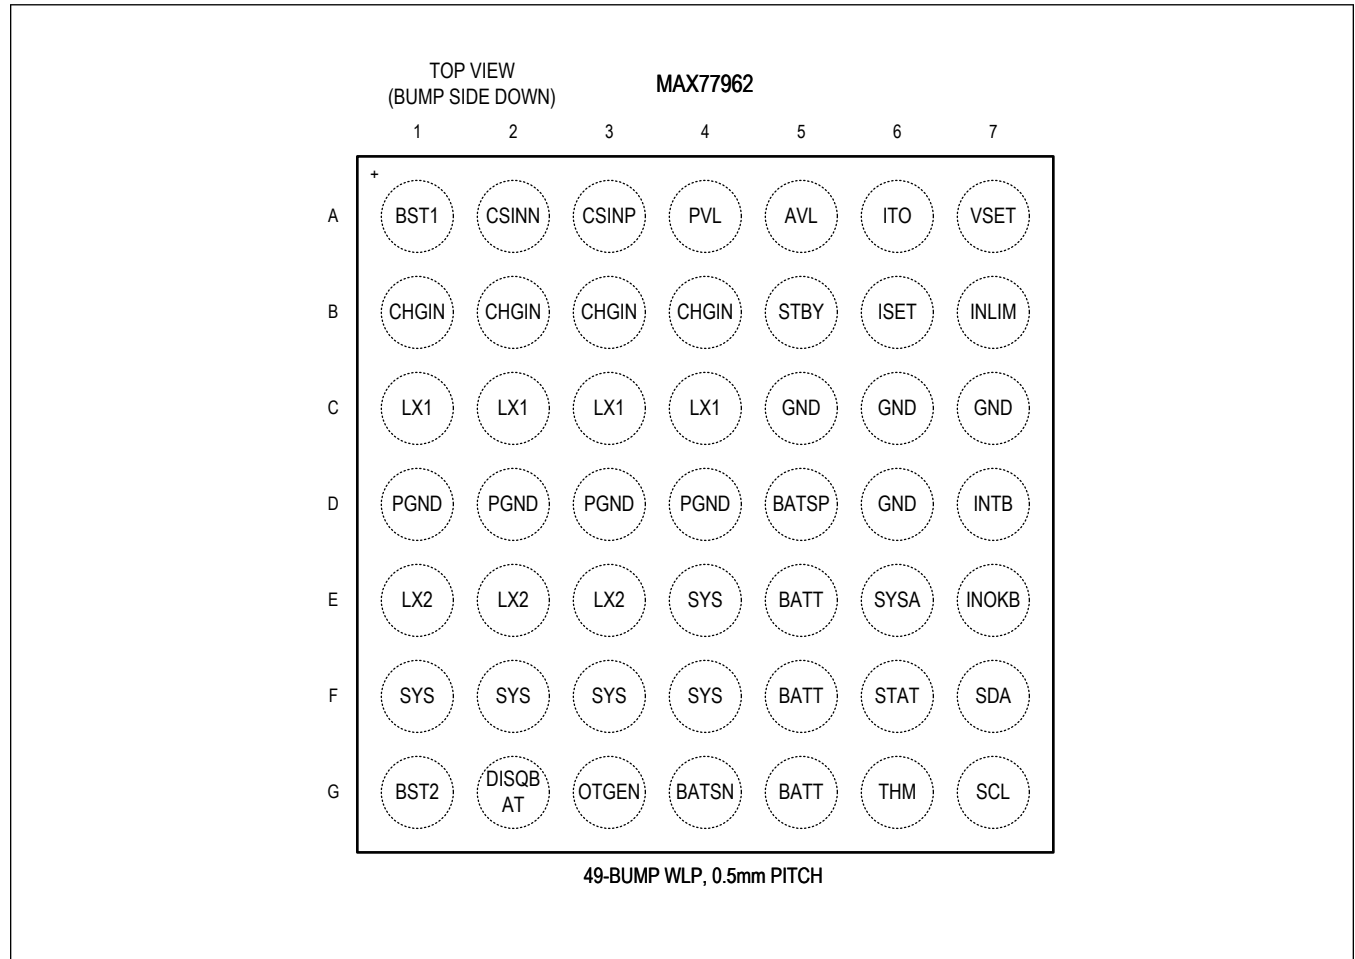 TOP VIEW
(BUMP SIDE DOWN)
MAX77962
1 2 3 4 5 6 7
+
A BST1 CSINN CSINP PVL AVL ITO VSET
B CHGIN CHGIN CHGIN CHGIN STBY ISET INLIM
C LX1 LX1 LX1 LX1 GND GND GND
D PGND PGND PGND PGND BATSP GND INTB
E LX2 LX2 LX2 SYS BATT SYSA INOKB
F SYS SYS SYS SYS BATT STAT SDA
G BST2 DISQB
AT OTGEN BATSN BATT THM SCL
49-BUMP WLP, 0.5mm PITCH